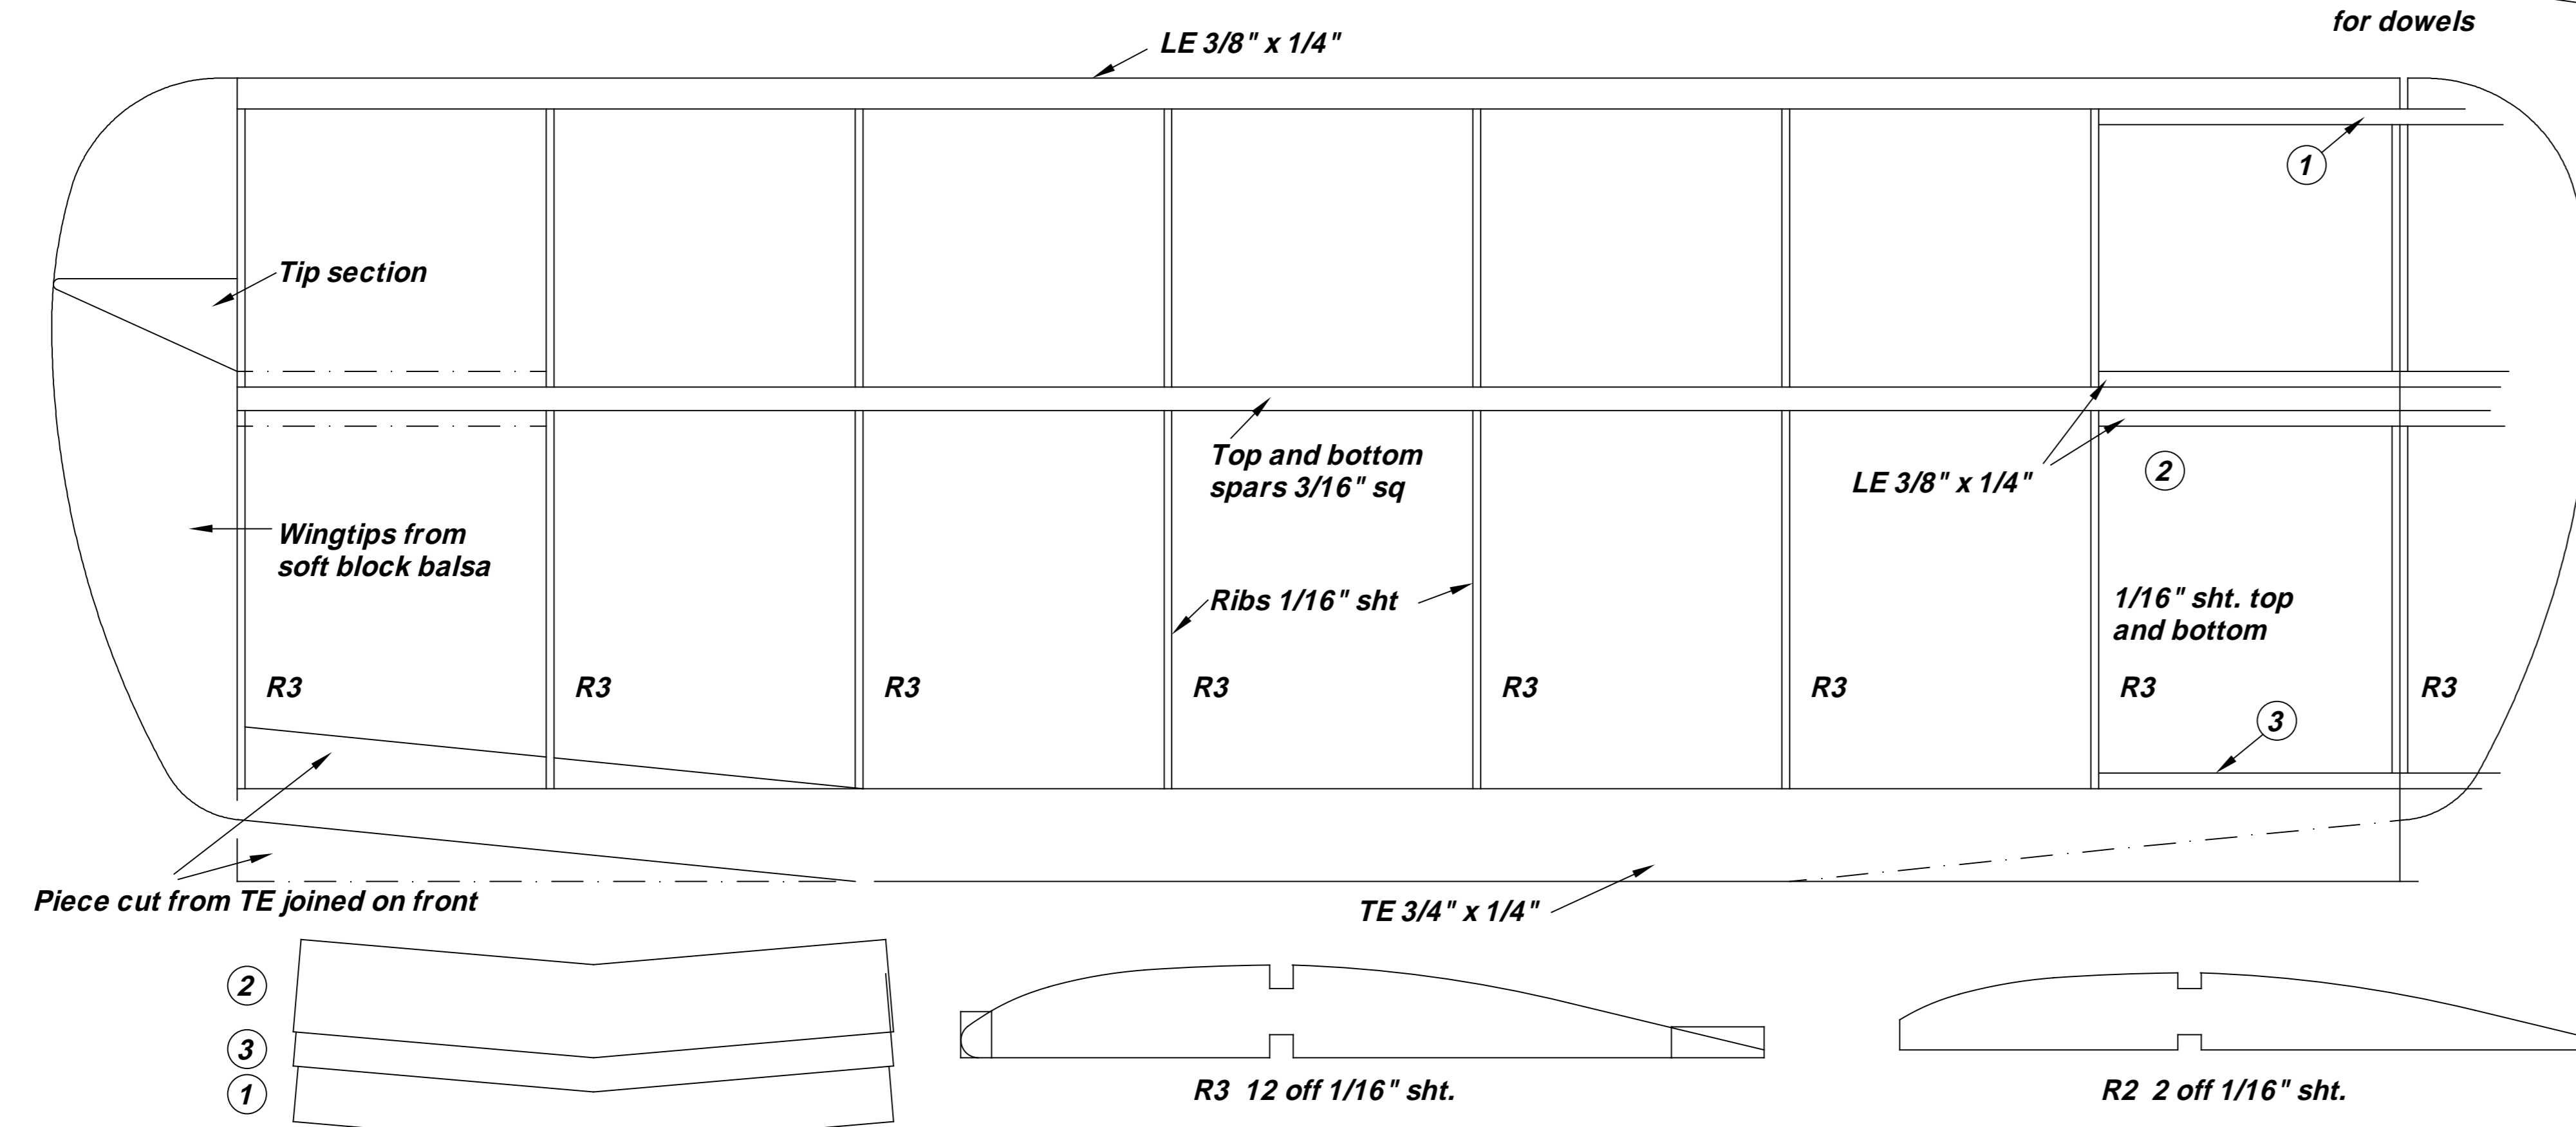 for dowels
LE 3/8" x 1/4"
1
Tip section
Top and bottom
spars 3/16" sq
LE 3/8" x 1/4"
2
Wingtips from
soft block balsa
Ribs 1/16" sht
1/16" sht. top
and bottom
R3
R3
R3
R3
R3
R3
R3
R3
3
Piece cut from TE joined on front
TE 3/4" x 1/4"
2
3
1
R3 12 off 1/16" sht.
R2 2 off 1/16" sht.